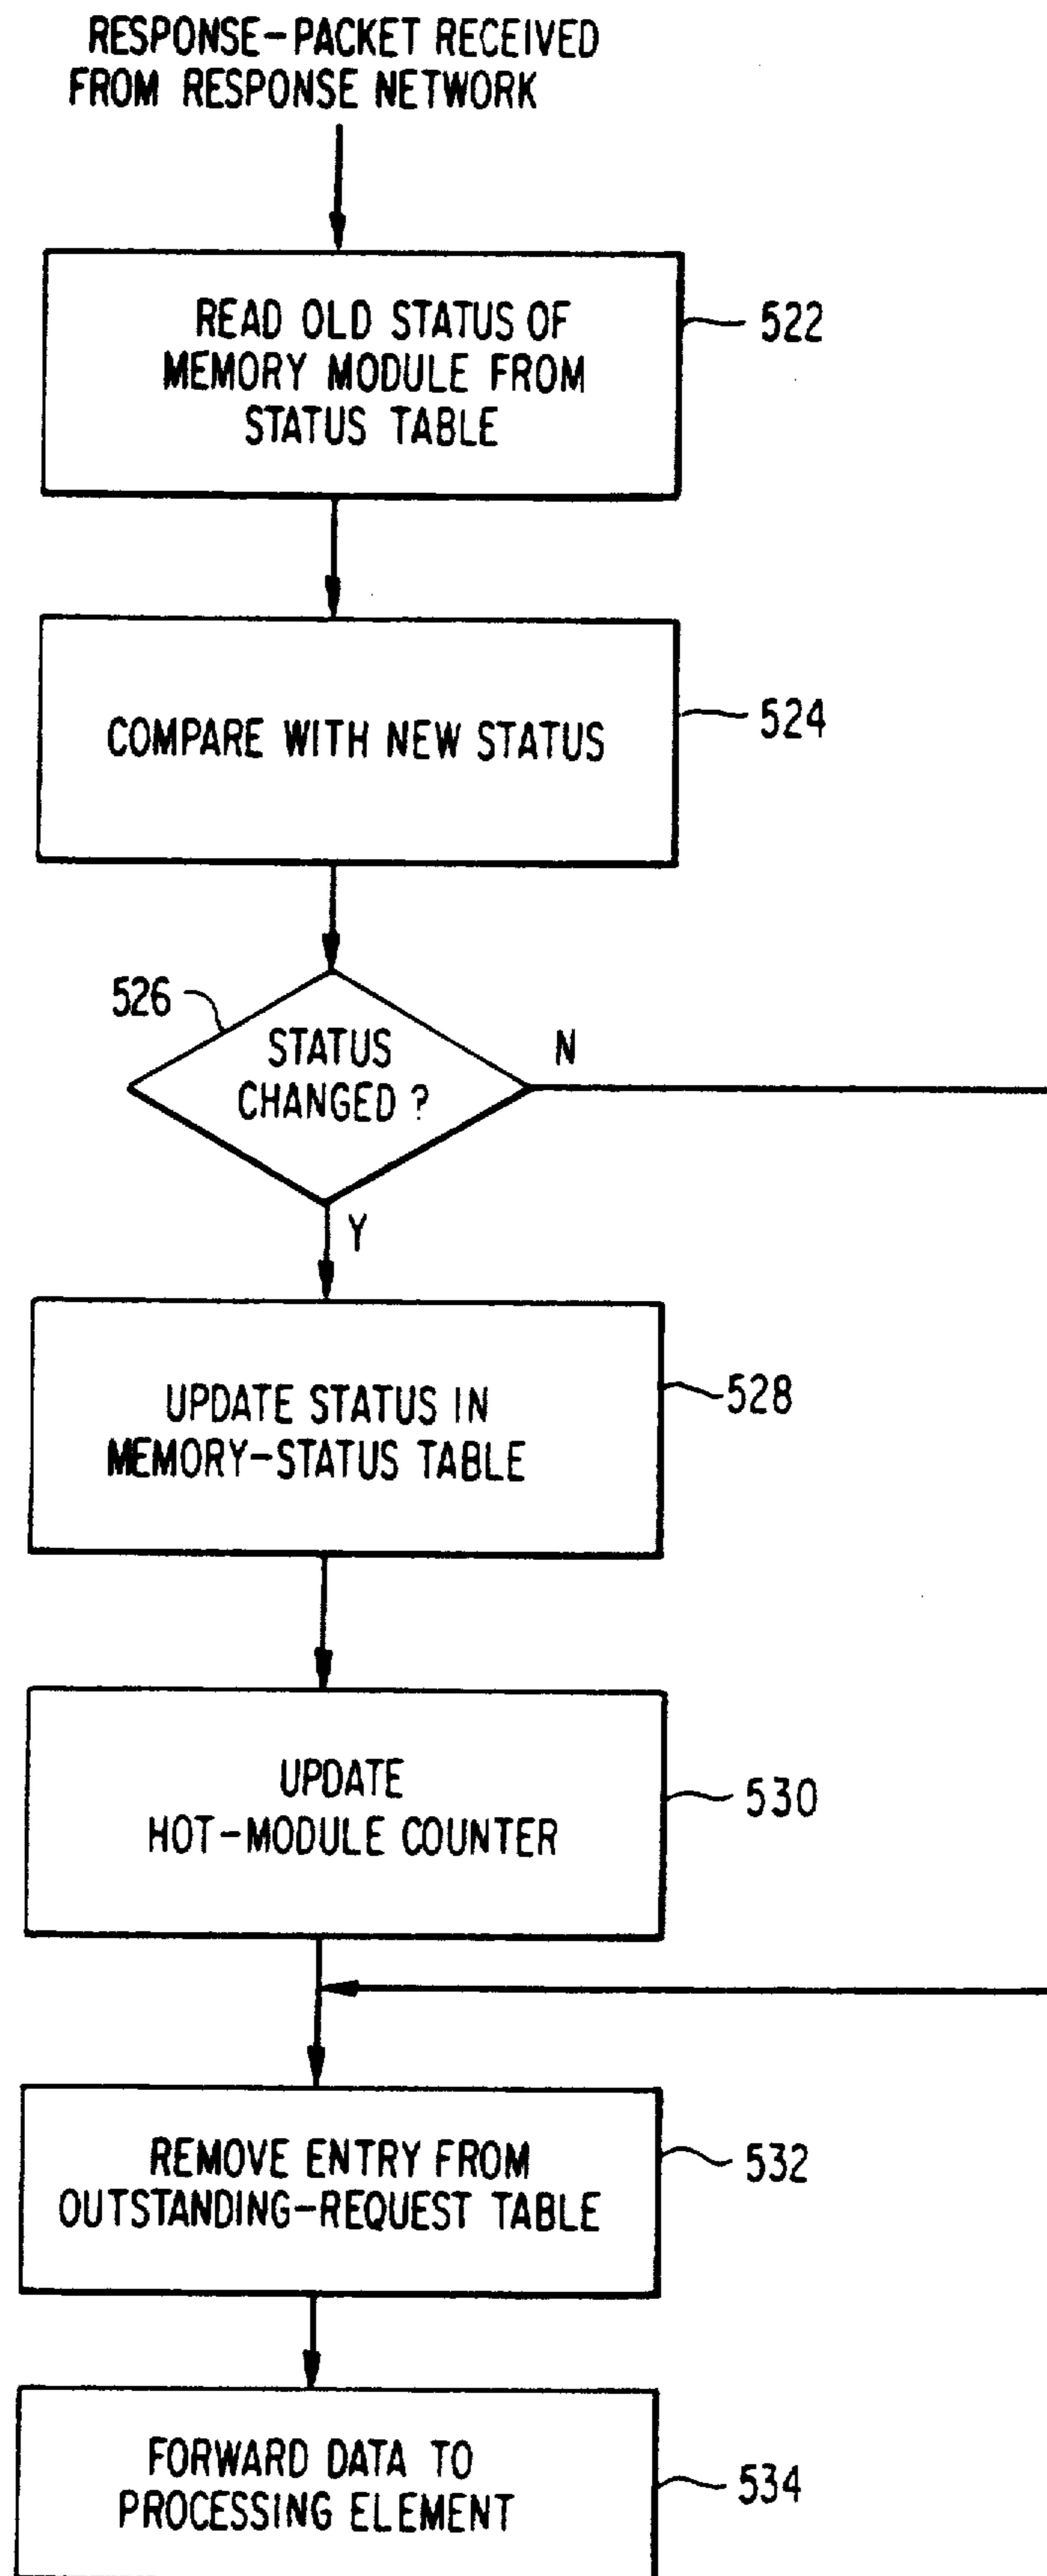 RESPONSE-PACKET RECEIVED
FROM RESPONSE NETWORK
READ OLD STATUS OF
MEMORY MODULE FROM
STATUS TABLE
522
COMPARE WITH NEW STATUS
524
526
STATUS
CHANGED ?
N
Y
UPDATE STATUS IN
MEMORY-STATUS TABLE
528
UPDATE
HOT-MODULE COUNTER
530
REMOVE ENTRY FROM
OUTSTANDING-REQUEST TABLE
532
FORWARD DATA TO
PROCESSING ELEMENT
534